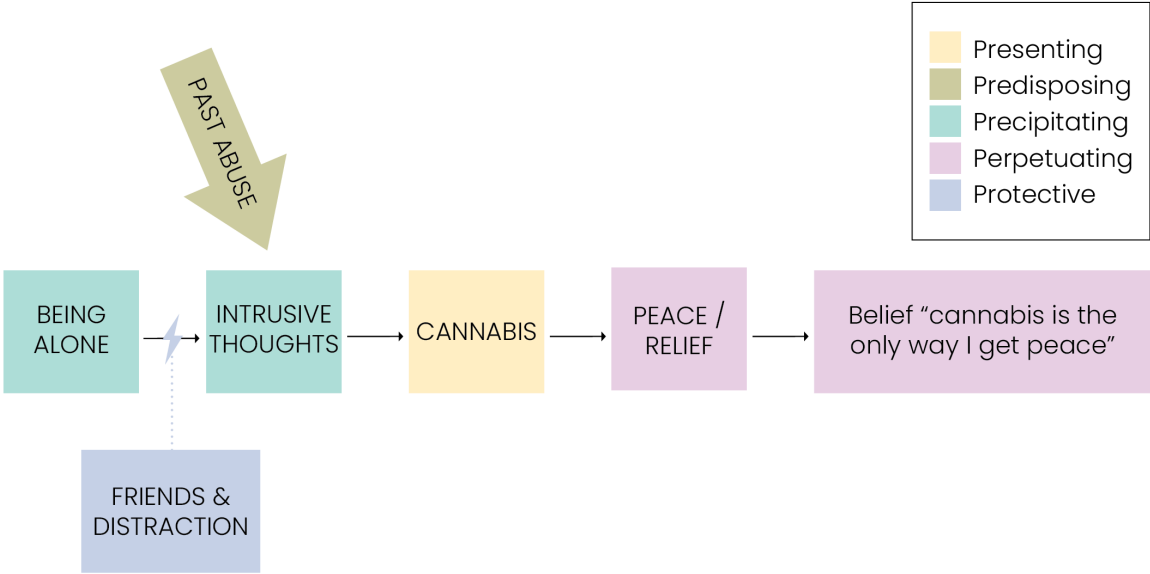 Presenting
Predisposing
Precipitating
Perpetuating
Protective
PAST ABUSE
BEING
ALONE
INTRUSIVE
THOUGHTS
CANNABIS
PEACE /
RELIEF
Belief “cannabis is the
only way I get peace”
FRIENDS &
DISTRACTION